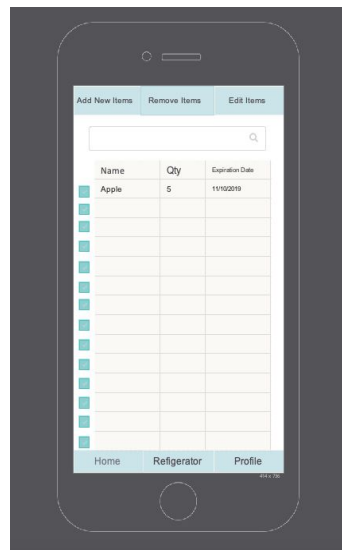 Add New Items Remove Items Edit Items
Name Qty Expiration Date
Apple 5 11/10/2019
Home Refigerator Profile